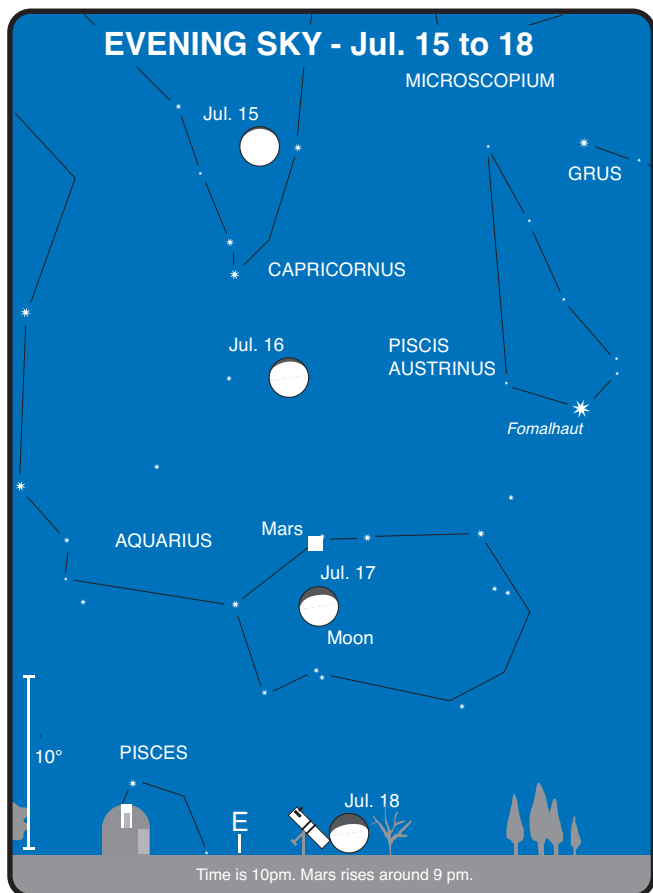 EVENING SKY - Jul. 15 to 18
MICROSCOPIUM
Jul. 15
GRUS
CAPRICORNUS
Jul. 16
PISCIS
AUSTRINUS
Fomalhaut
Mars
AQUARIUS
Jul. 17
Moon
10°
PISCES
Jul. 18
E
Time is 10pm. Mars rises around 9 pm.